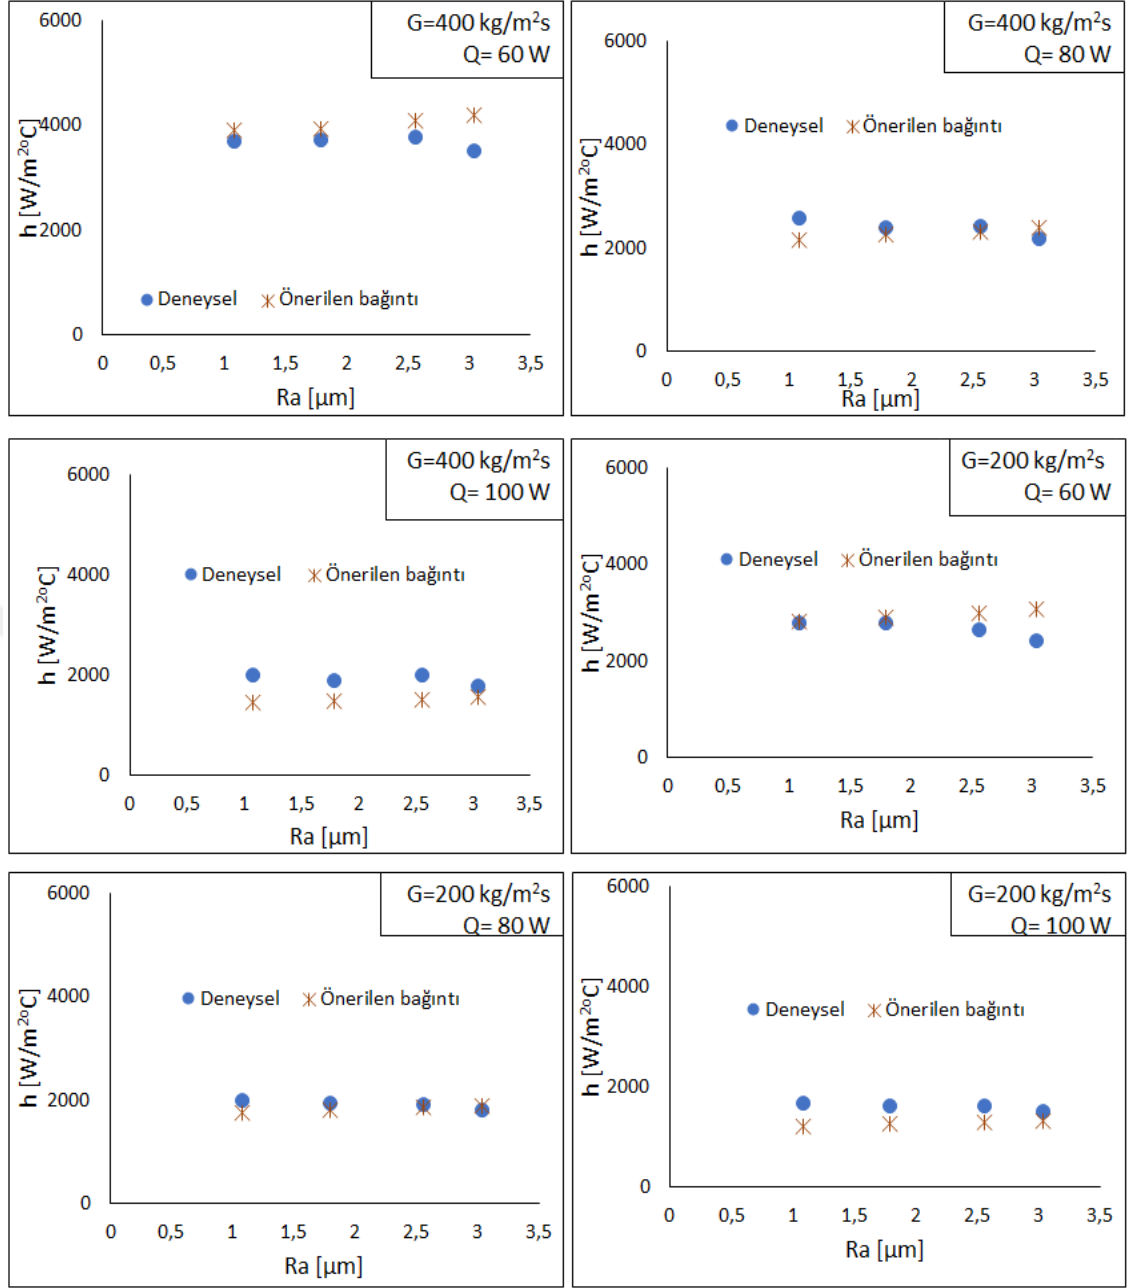 G=400 kg/m²s
Q= 60 W
6000
4000
2000
0
h [W/m²ºC]
Deneysel Önerilen bağıntı
0 0,5 1 1,5 2 2,5 3 3,5
Ra [µm]
G=400 kg/m²s
Q= 80 W
6000
4000
2000
0
h [W/m²ºC]
Deneysel Önerilen bağıntı
0 0,5 1 1,5 2 2,5 3 3,5
Ra [µm]
G=400 kg/m²s
Q= 100 W
6000
4000
2000
0
h [W/m²ºC]
Deneysel Önerilen bağıntı
0 0,5 1 1,5 2 2,5 3 3,5
Ra [µm]
G=200 kg/m²s
Q= 60 W
6000
4000
2000
0
h [W/m²ºC]
Deneysel Önerilen bağıntı
0 0,5 1 1,5 2 2,5 3 3,5
Ra [µm]
G=200 kg/m²s
Q= 80 W
6000
4000
2000
0
h [W/m²ºC]
Deneysel Önerilen bağıntı
0 0,5 1 1,5 2 2,5 3 3,5
Ra [µm]
G=200 kg/m²s
Q= 100 W
6000
4000
2000
0
h [W/m²ºC]
Deneysel Önerilen bağıntı
0 0,5 1 1,5 2 2,5 3 3,5
Ra [µm]